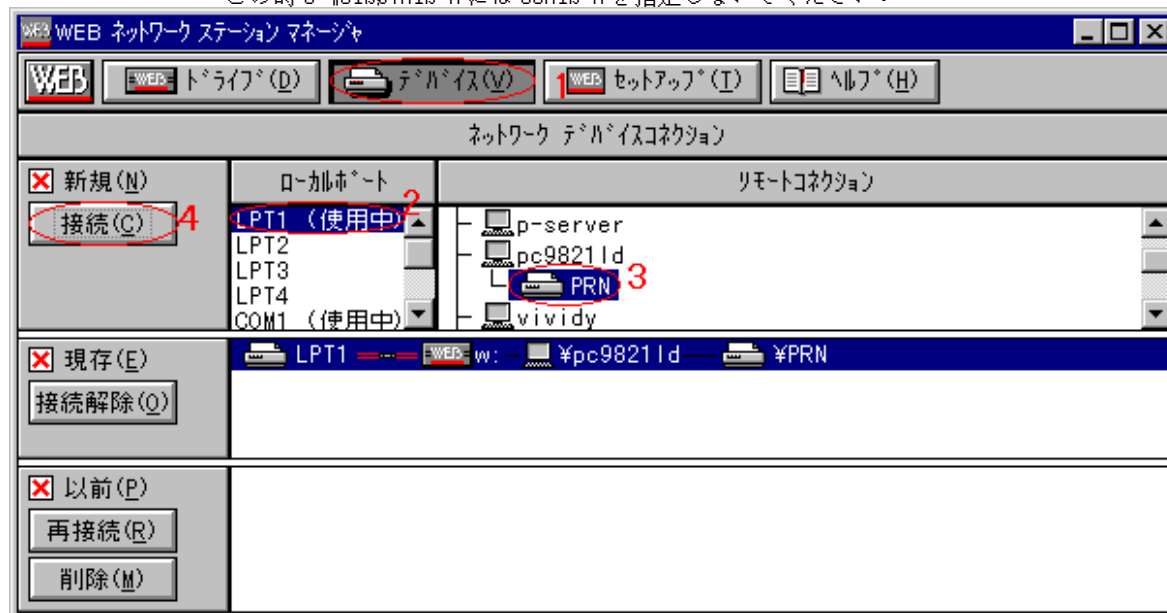 WEB ネットワーク ステーション マネージャ
WEB ドライブ(D) デバイス(V) 1 セットアップ(T) ヘルプ(H)
ネットワーク デバイスコネクション
新規(N) ローカルポート リモートコネクション
接続(C) 4
LPT1 (使用中) 2
LPT2
LPT3
LPT4
COM1 (使用中)
p-server
pc9821ld
PRN 3
vividy
現存(E)
接続解除(O)
LPT1 WEB w: ¥pc9821ld ¥PRN
以前(P)
再接続(R)
削除(M)